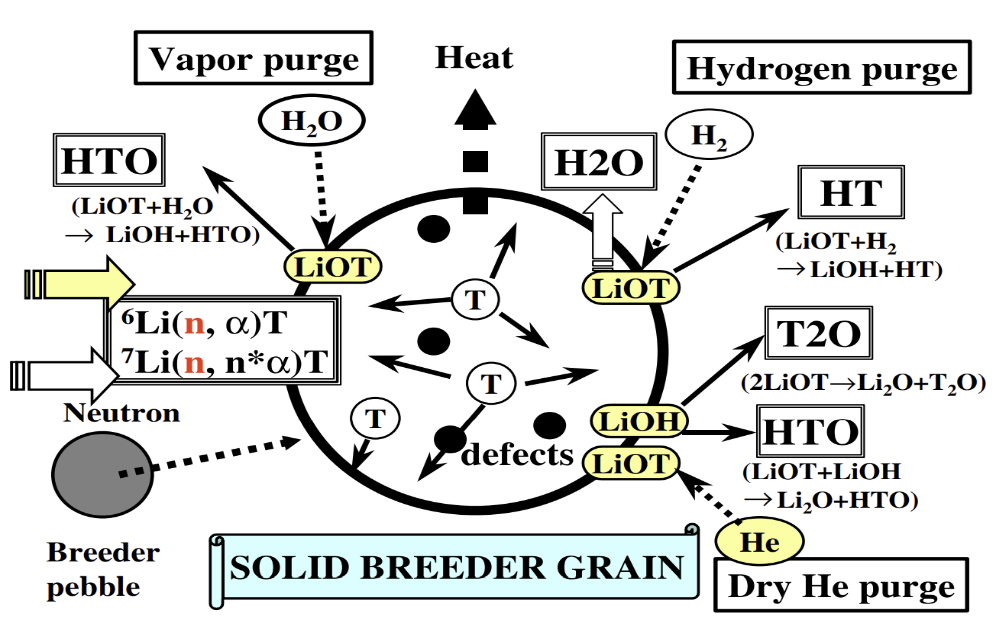 Vapor purge
Heat
Hydrogen purge
H₂O
H₂
HTO
H2O
HT
(LiOT+H₂O
→ LiOH+HTO)
(LiOT+H₂
→LiOH+HT)
LiOT
LiOT
T
⁶Li(n, α)T
⁷Li(n, n*α)T
T2O
(2LiOT→Li₂O+T₂O)
T
Neutron
T
LiOH
HTO
defects
LiOT
(LiOT+LiOH
→Li₂O+HTO)
He
Breeder
pebble
SOLID BREEDER GRAIN
Dry He purge